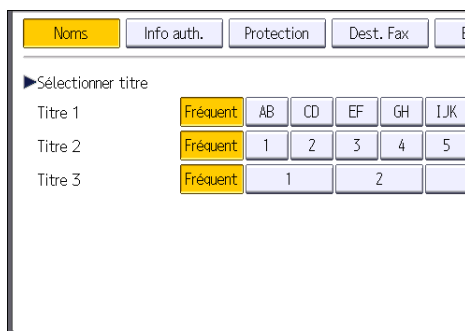 Noms Info auth. Protection Dest. Fax E
▶Sélectionner titre
Titre 1 Fréquent AB CD EF GH IJK
Titre 2 Fréquent 1 2 3 4 5
Titre 3 Fréquent 1 2